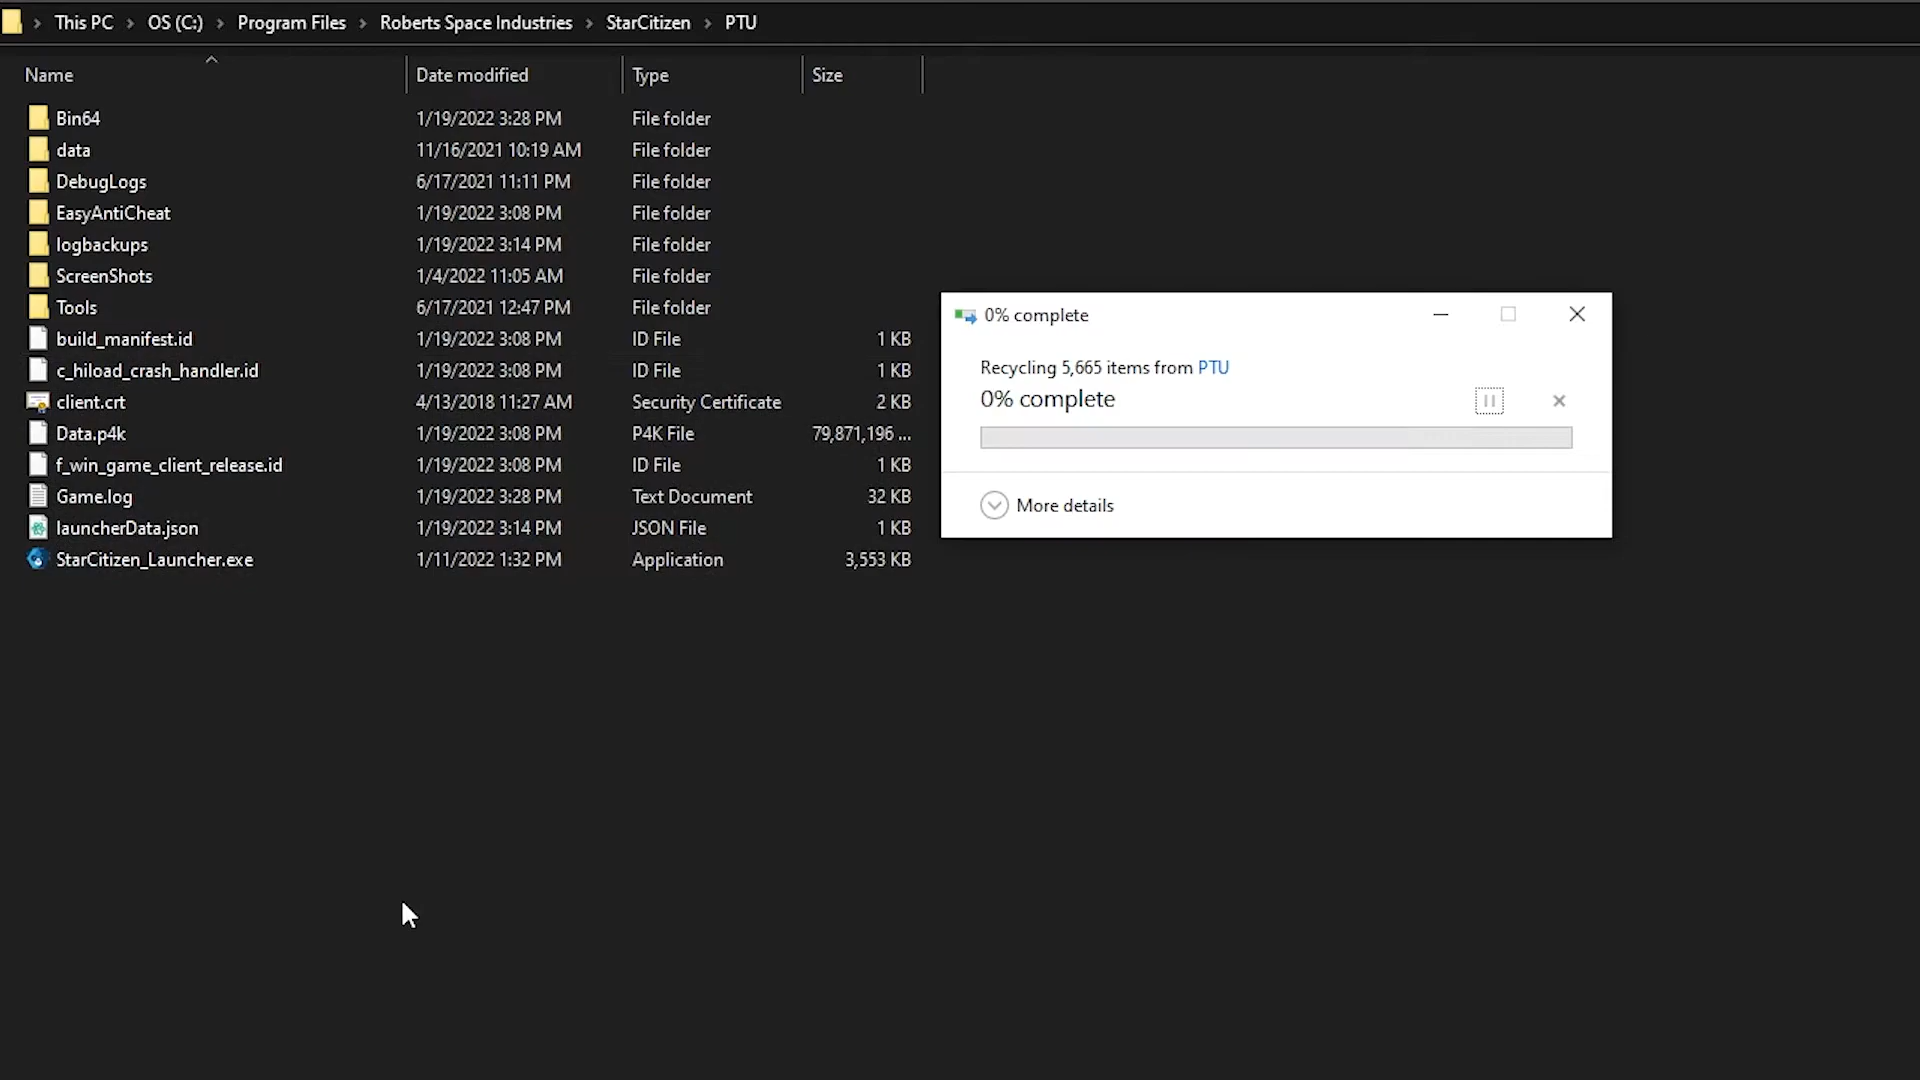 This PC > OS (C:) > Program Files > Roberts Space Industries > StarCitizen > PTU
Name Date modified Type Size
Bin64 1/19/2022 3:28 PM File folder
data 11/16/2021 10:19 AM File folder
DebugLogs 6/17/2021 11:11 PM File folder
EasyAntiCheat 1/19/2022 3:08 PM File folder
logbackups 1/19/2022 3:14 PM File folder
ScreenShots 1/4/2022 11:05 AM File folder
Tools 6/17/2021 12:47 PM File folder
build_manifest.id 1/19/2022 3:08 PM ID File 1 KB
c_hiload_crash_handler.id 1/19/2022 3:08 PM ID File 1 KB
client.crt 4/13/2018 11:27 AM Security Certificate 2 KB
Data.p4k 1/19/2022 3:08 PM P4K File 79,871,196 ...
f_win_game_client_release.id 1/19/2022 3:08 PM ID File 1 KB
Game.log 1/19/2022 3:28 PM Text Document 32 KB
launcherData.json 1/19/2022 3:14 PM JSON File 1 KB
StarCitizen_Launcher.exe 1/11/2022 1:32 PM Application 3,553 KB
0% complete
Recycling 5,665 items from PTU
0% complete
More details